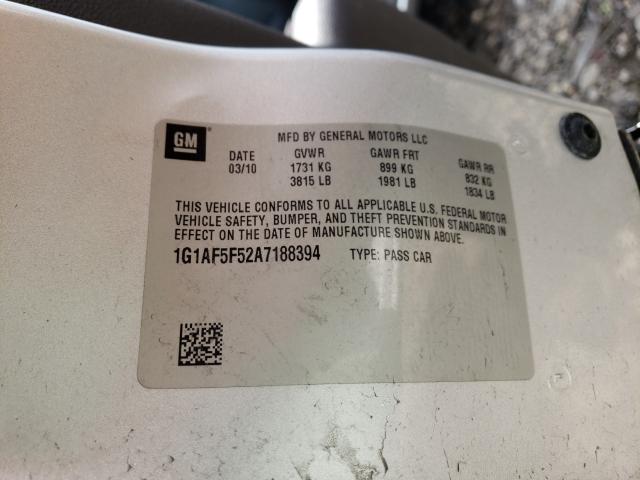 GM MFD BY GENERAL MOTORS LLC
DATE GVWR GAWR FRT GAWR RR
03/10 1731 KG 899 KG 832 KG
3815 LB 1981 LB 1834 LB
THIS VEHICLE CONFORMS TO ALL APPLICABLE U.S. FEDERAL MOTOR
VEHICLE SAFETY, BUMPER, AND THEFT PREVENTION STANDARDS IN
EFFECT ON THE DATE OF MANUFACTURE SHOWN ABOVE.
1G1AF5F52A7188394 TYPE: PASS CAR